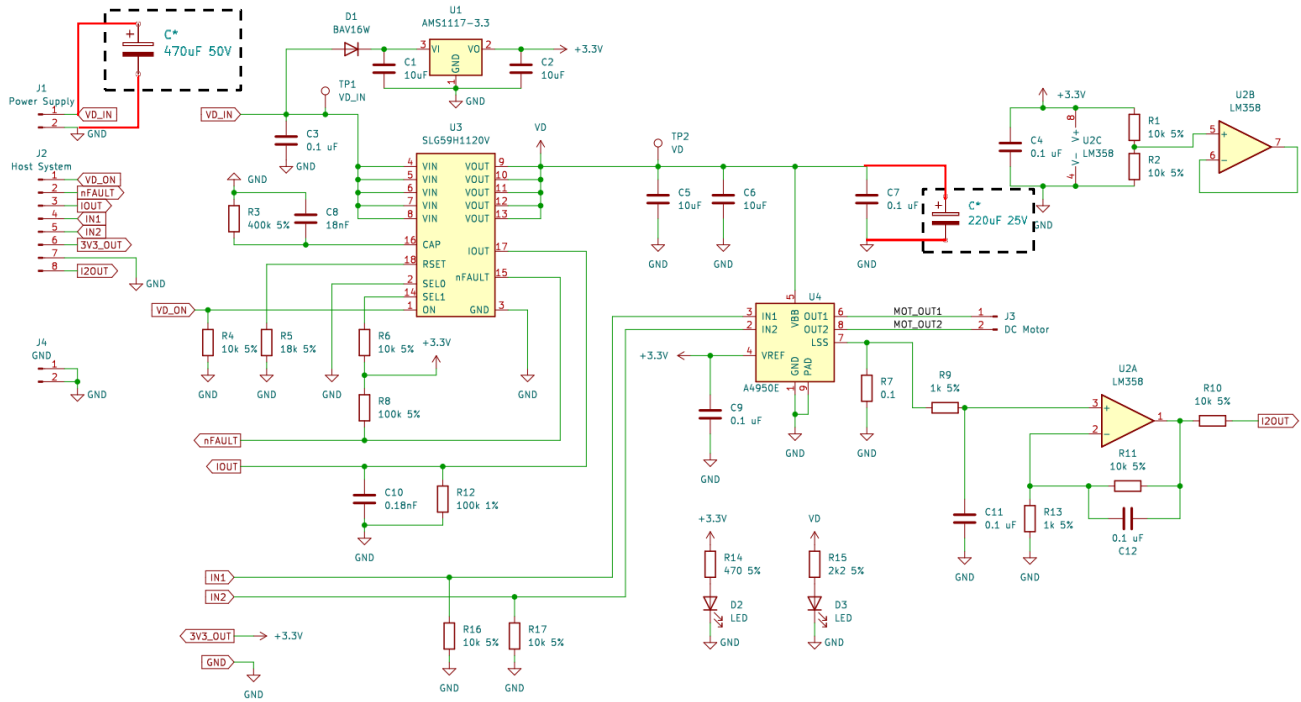 C*
470uF 50V
J1
Power Supply
1
2
VD_IN
GND
J2
Host System
1
2
3
4
5
6
7
8
VD_ON
nFAULT
IOUT
IN1
IN2
3V3_OUT
I2OUT
GND
J4
GND
1
2
GND
D1
BAV16W
U1
AMS1117-3.3
3
VI
VO
2
GND
1
+3.3V
C1
10uF
C2
10uF
GND
VD_IN
TP1
VD_IN
C3
0.1 uF
GND
U3
SLG59H1120V
VD
4
VIN
5
VIN
6
VIN
7
VIN
8
VIN
16
CAP
18
RSET
2
SEL0
14
SEL1
1
ON
VOUT
9
VOUT
10
VOUT
11
VOUT
12
VOUT
13
IOUT
17
nFAULT
15
GND
3
GND
R3
400k 5%
C8
18nF
VD_ON
R4
10k 5%
GND
R5
18k 5%
GND
GND
R6
10k 5%
+3.3V
R8
100k 5%
GND
nFAULT
IOUT
C10
0.18nF
R12
100k 1%
GND
IN1
IN2
R16
10k 5%
GND
R17
10k 5%
GND
3V3_OUT
+3.3V
GND
GND
TP2
VD
C5
10uF
GND
C6
10uF
GND
C7
0.1 uF
GND
C*
220uF 25V
C4
0.1 uF
+3.3V
8
V+
V-
4
U2C
LM358
GND
R1
10k 5%
R2
10k 5%
U2B
LM358
5
+
6
−
7
U4
A4950E
3
IN1
2
IN2
4
VREF
5
VBB
OUT1
6
OUT2
8
LSS
7
GND
PAD
1
9
GND
+3.3V
C9
0.1 uF
GND
MOT_OUT1
MOT_OUT2
1
2
J3
DC Motor
R7
0.1
GND
R9
1k 5%
C11
0.1 uF
GND
U2A
LM358
3
+
2
−
1
R10
10k 5%
I2OUT
R11
10k 5%
0.1 uF
C12
R13
1k 5%
GND
+3.3V
R14
470 5%
D2
LED
GND
VD
R15
2k2 5%
D3
LED
GND